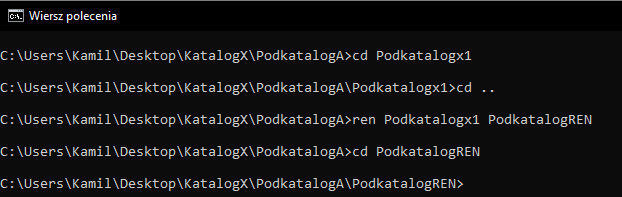 Wiersz polecenia
C:\Users\Kamil\Desktop\KatalogX\PodkatalogA>cd Podkatalogx1
C:\Users\Kamil\Desktop\KatalogX\PodkatalogA\Podkatalogx1>cd ..
C:\Users\Kamil\Desktop\KatalogX\PodkatalogA>ren Podkatalogx1 PodkatalogREN
C:\Users\Kamil\Desktop\KatalogX\PodkatalogA>cd PodkatalogREN
C:\Users\Kamil\Desktop\KatalogX\PodkatalogA\PodkatalogREN>